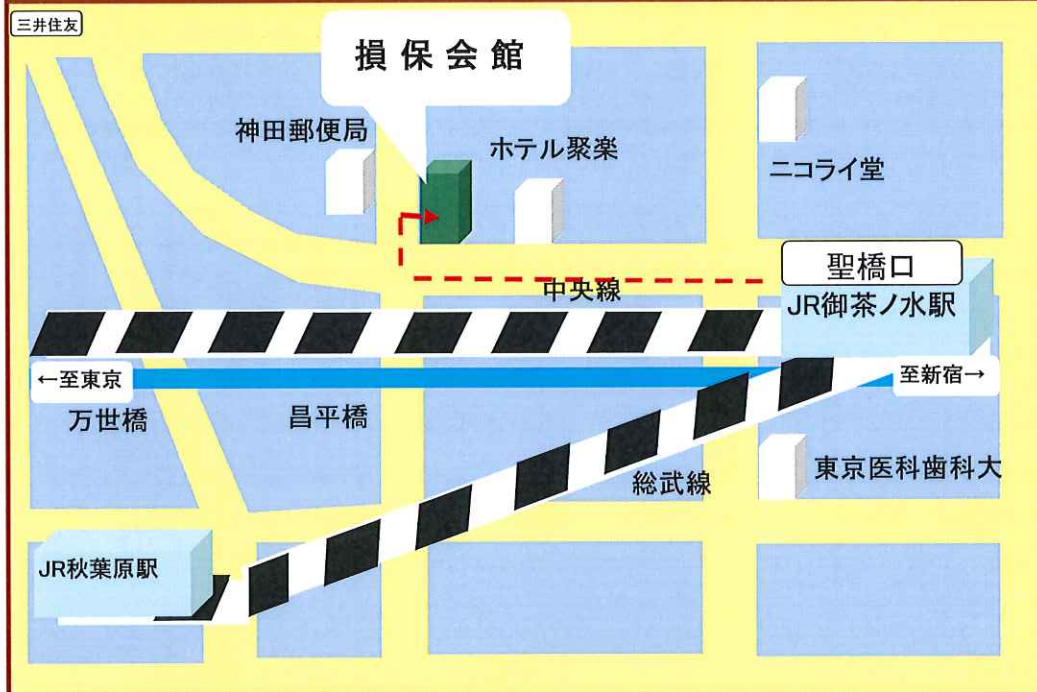 三井住友
損保会館
神田郵便局
ホテル聚楽
ニコライ堂
聖橋口
中央線
JR御茶ノ水駅
←至東京
至新宿→
万世橋
昌平橋
総武線
東京医科歯科大
JR秋葉原駅